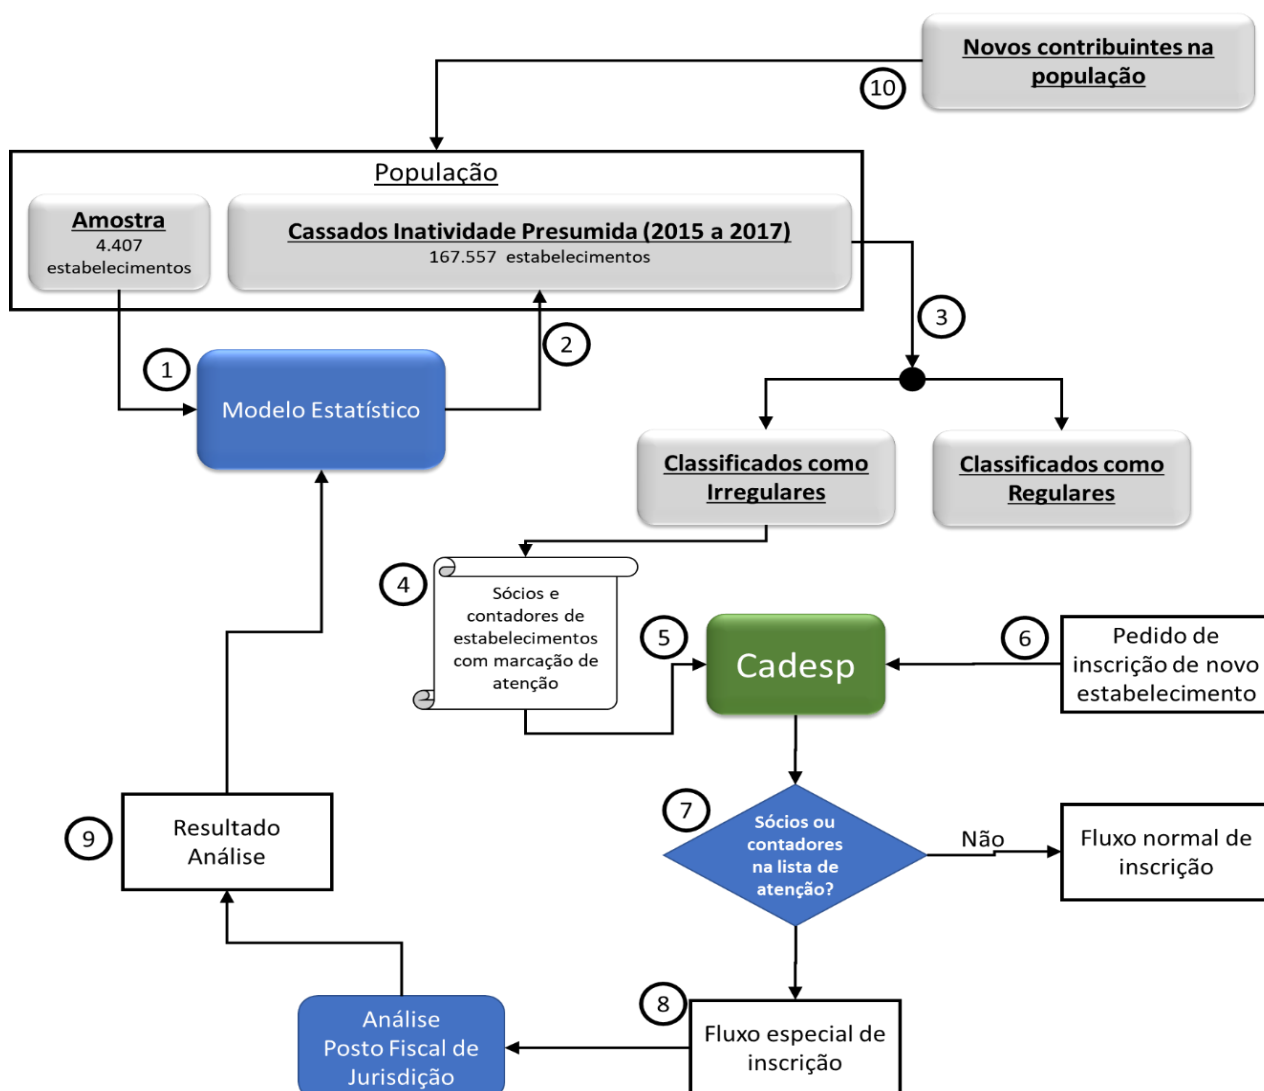 Novos contribuintes na
população
10
População
Amostra
4.407
estabelecimentos
Cassados Inatividade Presumida (2015 a 2017)
167.557 estabelecimentos
1
2
3
Modelo Estatístico
Classificados como
Irregulares
Classificados como
Regulares
4
Sócios e
contadores de
estabelecimentos
com marcação de
atenção
5
Cadesp
6
Pedido de
inscrição de novo
estabelecimento
7
Sócios ou
contadores
na lista de
atenção?
Não
Fluxo normal de
inscrição
9
Resultado
Análise
8
Fluxo especial de
inscrição
Análise
Posto Fiscal de
Jurisdição